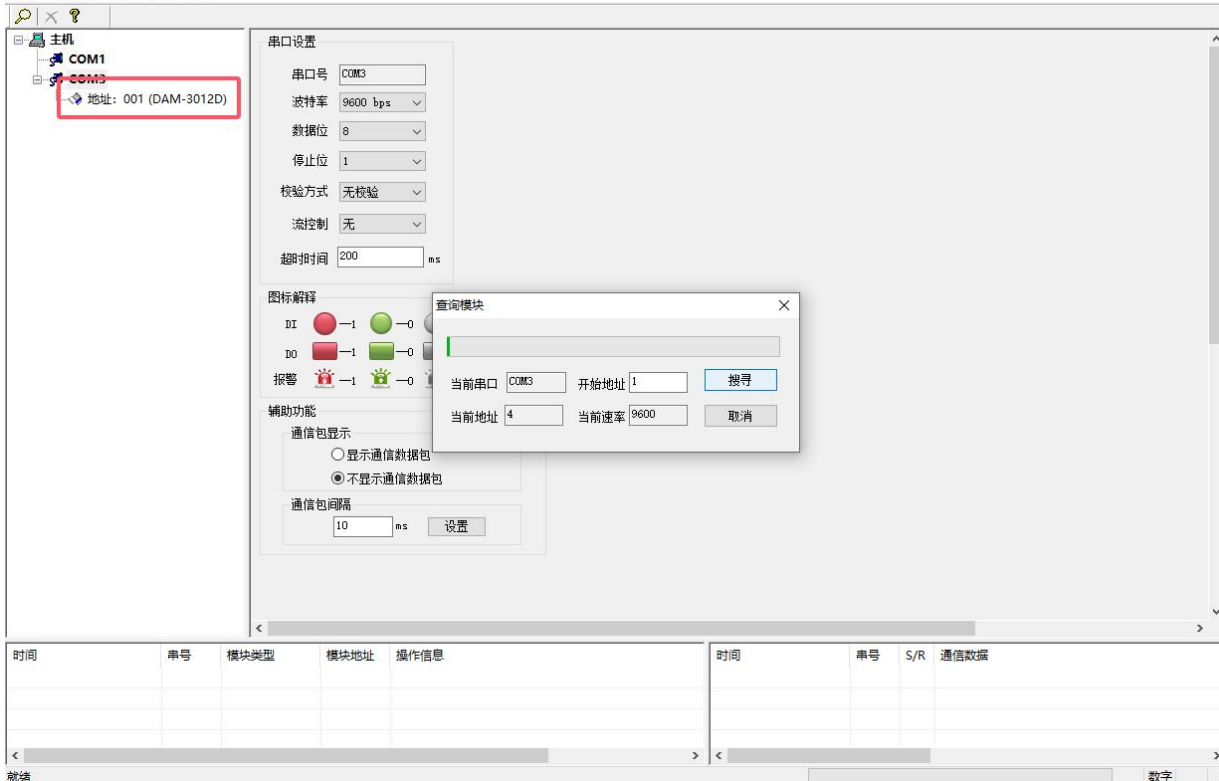 主机
COM1
COM3
地址：001 (DAM-3012D)
串口设置
串口号 COM3
波特率 9600 bps
数据位 8
停止位 1
校验方式 无校验
流控制 无
超时时间 200 ms
图标解释
DI —1 —0
DO —1 —0
报警 —1 —0
辅助功能
通信包显示
显示通信数据包
不显示通信数据包
通信包间隔
10 ms 设置
查询模块
当前串口 COM3 开始地址 1 搜寻
当前地址 4 当前速率 9600 取消
时间 串号 模块类型 模块地址 操作信息
时间 串号 S/R 通信数据
就绪 数字